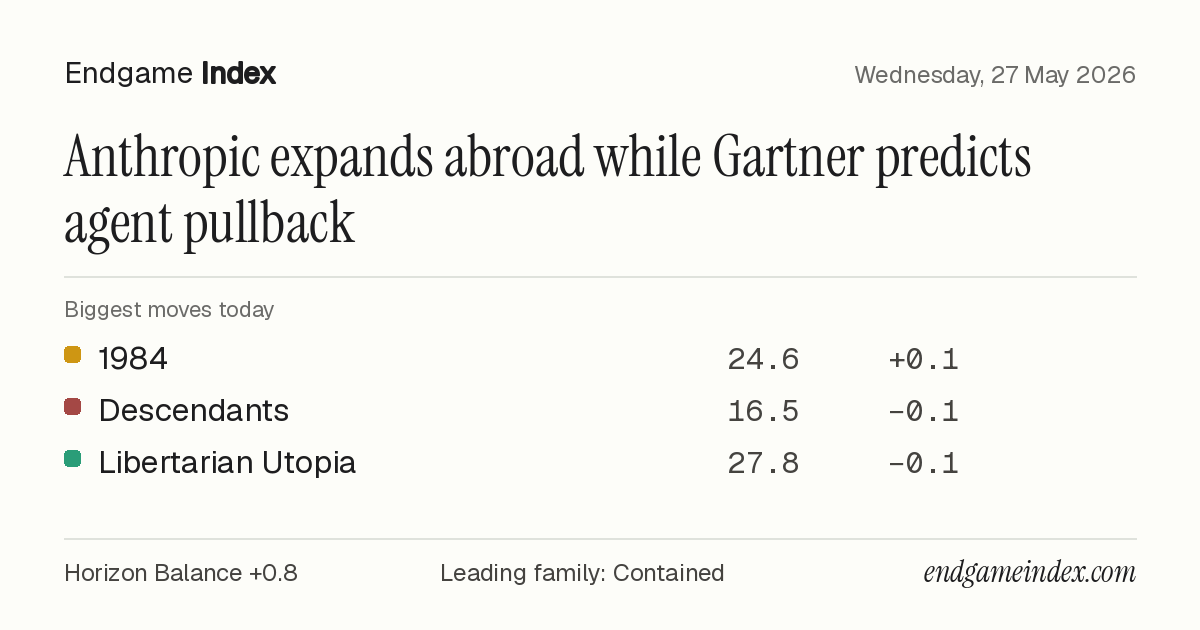 Endgame Index
Wednesday, 27 May 2026
Anthropic expands abroad while Gartner predicts
agent pullback
Biggest moves today
1984 24.6 +0.1
Descendants 16.5 −0.1
Libertarian Utopia 27.8 −0.1
Horizon Balance +0.8
Leading family: Contained
endgameindex.com